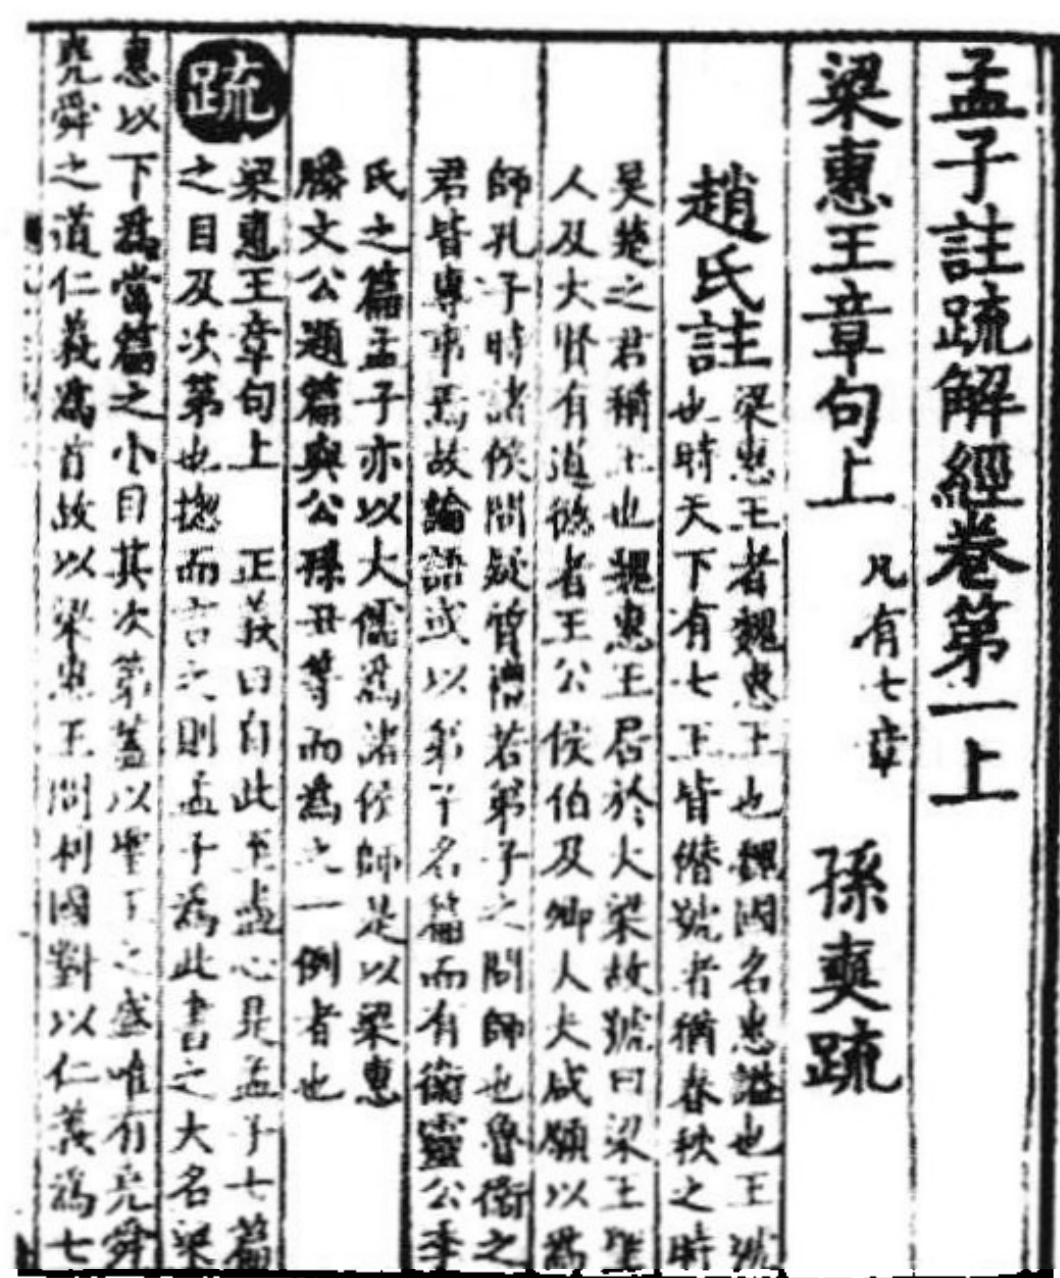 孟子註疏解經卷第一上
梁惠王章句上 凡有七章 孫奭疏
趙氏註
梁惠王者魏惠王也魏國名惠謚也王號
也時天下有七王皆僭號者猶春秋之時
吳楚之君稱王也魏惠王居於大梁故號曰梁王聖
人及大賢有道德者王公侯伯及卿大夫咸願以爲
師孔子時諸侯問疑質禮若弟子之問師也魯衛之
君皆專事焉故論語或以弟子名篇而有衛靈公季
氏之篇孟子亦以大儒爲諸侯師是以梁惠
滕文公題篇與公孫丑等而爲之一例者也
疏
梁惠王章句上 正義曰自此至盡心是孟子七篇
之目及次第也揔而言之則孟子爲此書之大名梁
惠以下爲當篇之小目其次第蓋以聖王之盛唯有堯舜
堯舜之道仁義爲首故以梁惠王問利國對以仁義爲七